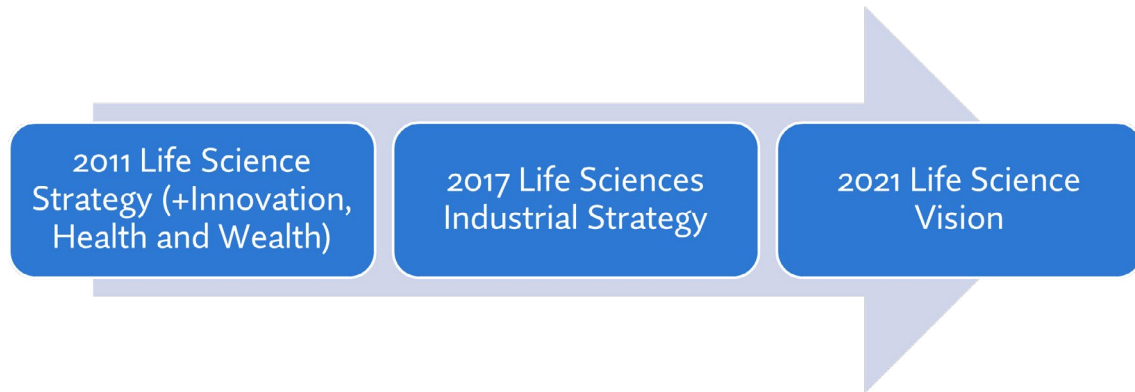 2011 Life Science
Strategy (+Innovation,
Health and Wealth)
2017 Life Sciences
Industrial Strategy
2021 Life Science
Vision